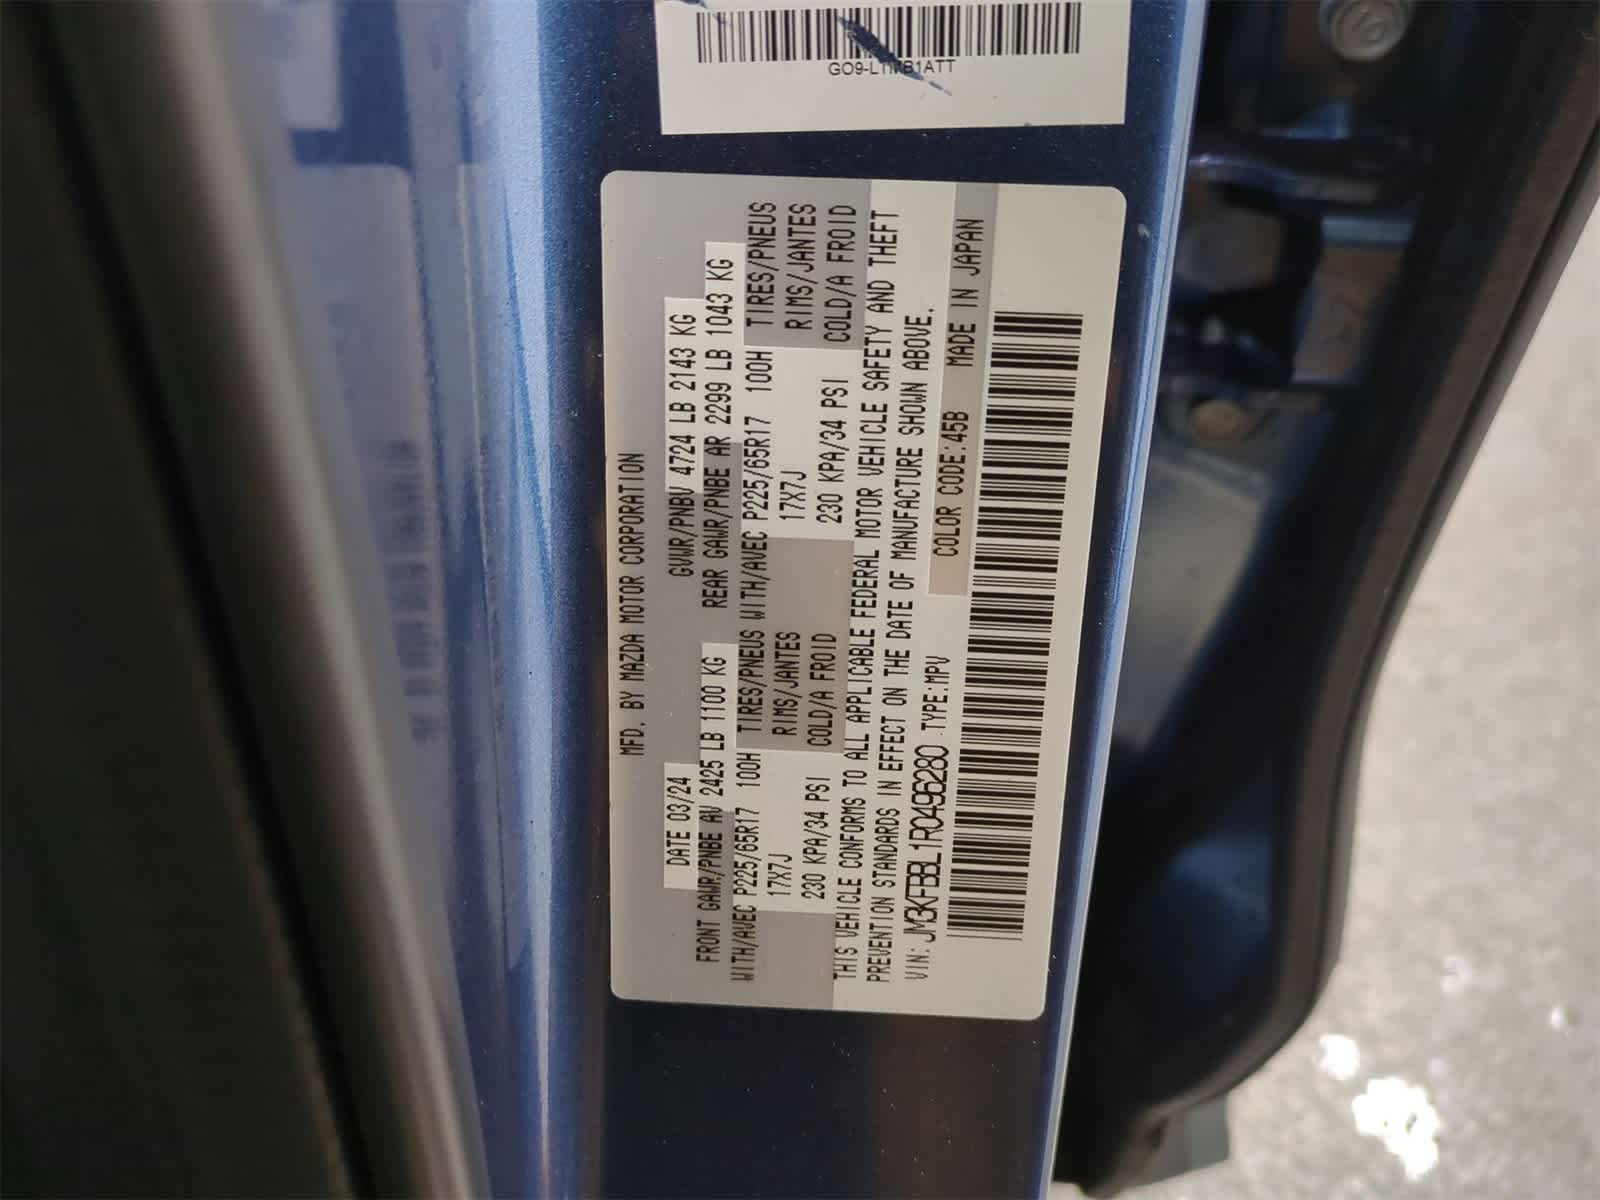 GO9-L1MB1ATT
MFD. BY MAZDA MOTOR CORPORATION
DATE 03/24 GVWR/PNBV 4724 LB 2143 KG
FRONT GAWR/PNBE AV 2425 LB 1100 KG REAR GAWR/PNBE AR 2299 LB 1043 KG
WITH/AVEC P225/65R17 100H TIRES/PNEUS WITH/AVEC P225/65R17 100H TIRES/PNEUS
17X7J RIMS/JANTES 17X7J RIMS/JANTES
230 KPA/34 PSI COLD/A FROID 230 KPA/34 PSI COLD/A FROID
THIS VEHICLE CONFORMS TO ALL APPLICABLE FEDERAL MOTOR VEHICLE SAFETY AND THEFT
PREVENTION STANDARDS IN EFFECT ON THE DATE OF MANUFACTURE SHOWN ABOVE.
VIN: JM3KFBBL1R0496280 TYPE:MPV COLOR CODE:45B MADE IN JAPAN